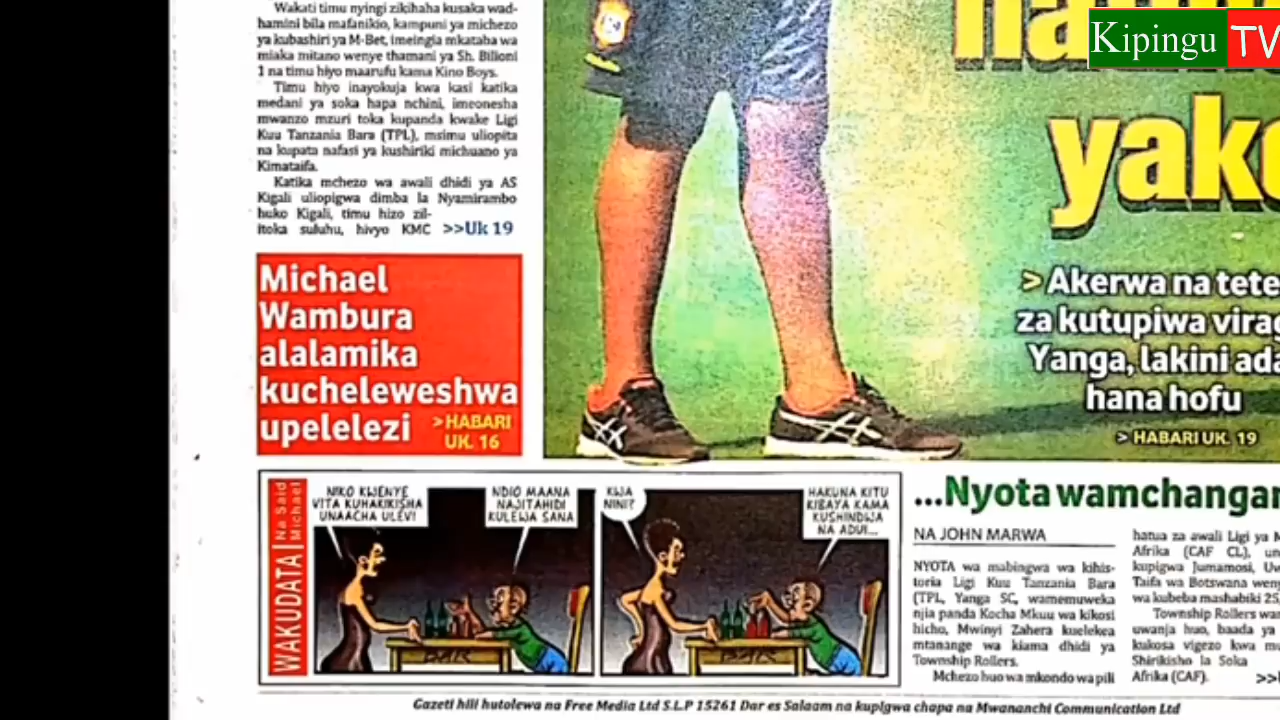 Wakati timu nyingi zikihaha kusaka wad-
hamini bila mafanikio, kampuni ya michezo
ya kubashiri ya M-Bet, imeingia mkataba wa
miaka mitano wenye thamani ya Sh. Bilioni
1 na timu hiyo maarufu kama Kino Boys.
Timu hiyo inayokuja kwa kasi katika
medani ya soka hapa nchini, imeonesha
mwanzo mzuri toka kupanda kwake Ligi
Kuu Tanzania Bara (TPL), msimu uliopita
na kupata nafasi ya kushiriki michuano ya
Kimataifa.
Katika mchezo wa awali dhidi ya AS
Kigali uliopigwa dimba la Nyamirambo
huko Kigali, timu hizo zil-
itoka suluhu, hivyo KMC >>Uk 19
Michael
Wambura
alalamika
kucheleweshwa
upelelezi
>HABARI
UK. 16
Kipingu TV
yake
> Akerwa na tete
za kutupiwa virag
Yanga, lakini ada
hana hofu
> HABARI UK. 19
WAKUDATA
Na Said
Michael
NIKO KWENYE
VITA KUHAKIKISHA
UNAACHA ULEVI
NDIO MAANA
NAJITAHIDI
KULEWA SANA
KWA
NINI?
HAKUNA KITU
KIBAYA KAMA
KUSHINDWA
NA ADUI...
BAR
BAR
...Nyota wamchangan
NA JOHN MARWA
NYOTA wa mabingwa wa kihis-
toria Ligi Kuu Tanzania Bara
(TPL, Yanga SC, wamemuweka
njia panda Kocha Mkuu wa kikosi
hicho, Mwinyi Zahera kuelekea
mtanange wa kiama dhidi ya
Township Rollers.
Mchezo huo wa mkondo wa pili
hatua za awali Ligi ya M
Afrika (CAF CL), un
kupigwa Jumamosi, Uw
Taifa wa Botswana weny
wa kubeba mashabiki 25,
Township Rollers wa
uwanja huo, baada ya
kukosa vigezo kwa mu
Shirikisho la Soka
Afrika (CAF). >>
Gazeti hili hutolewa na Free Media Ltd S.L.P 15261 Dar es Salaam na kupigwa chapa na Mwananchi Communication Ltd